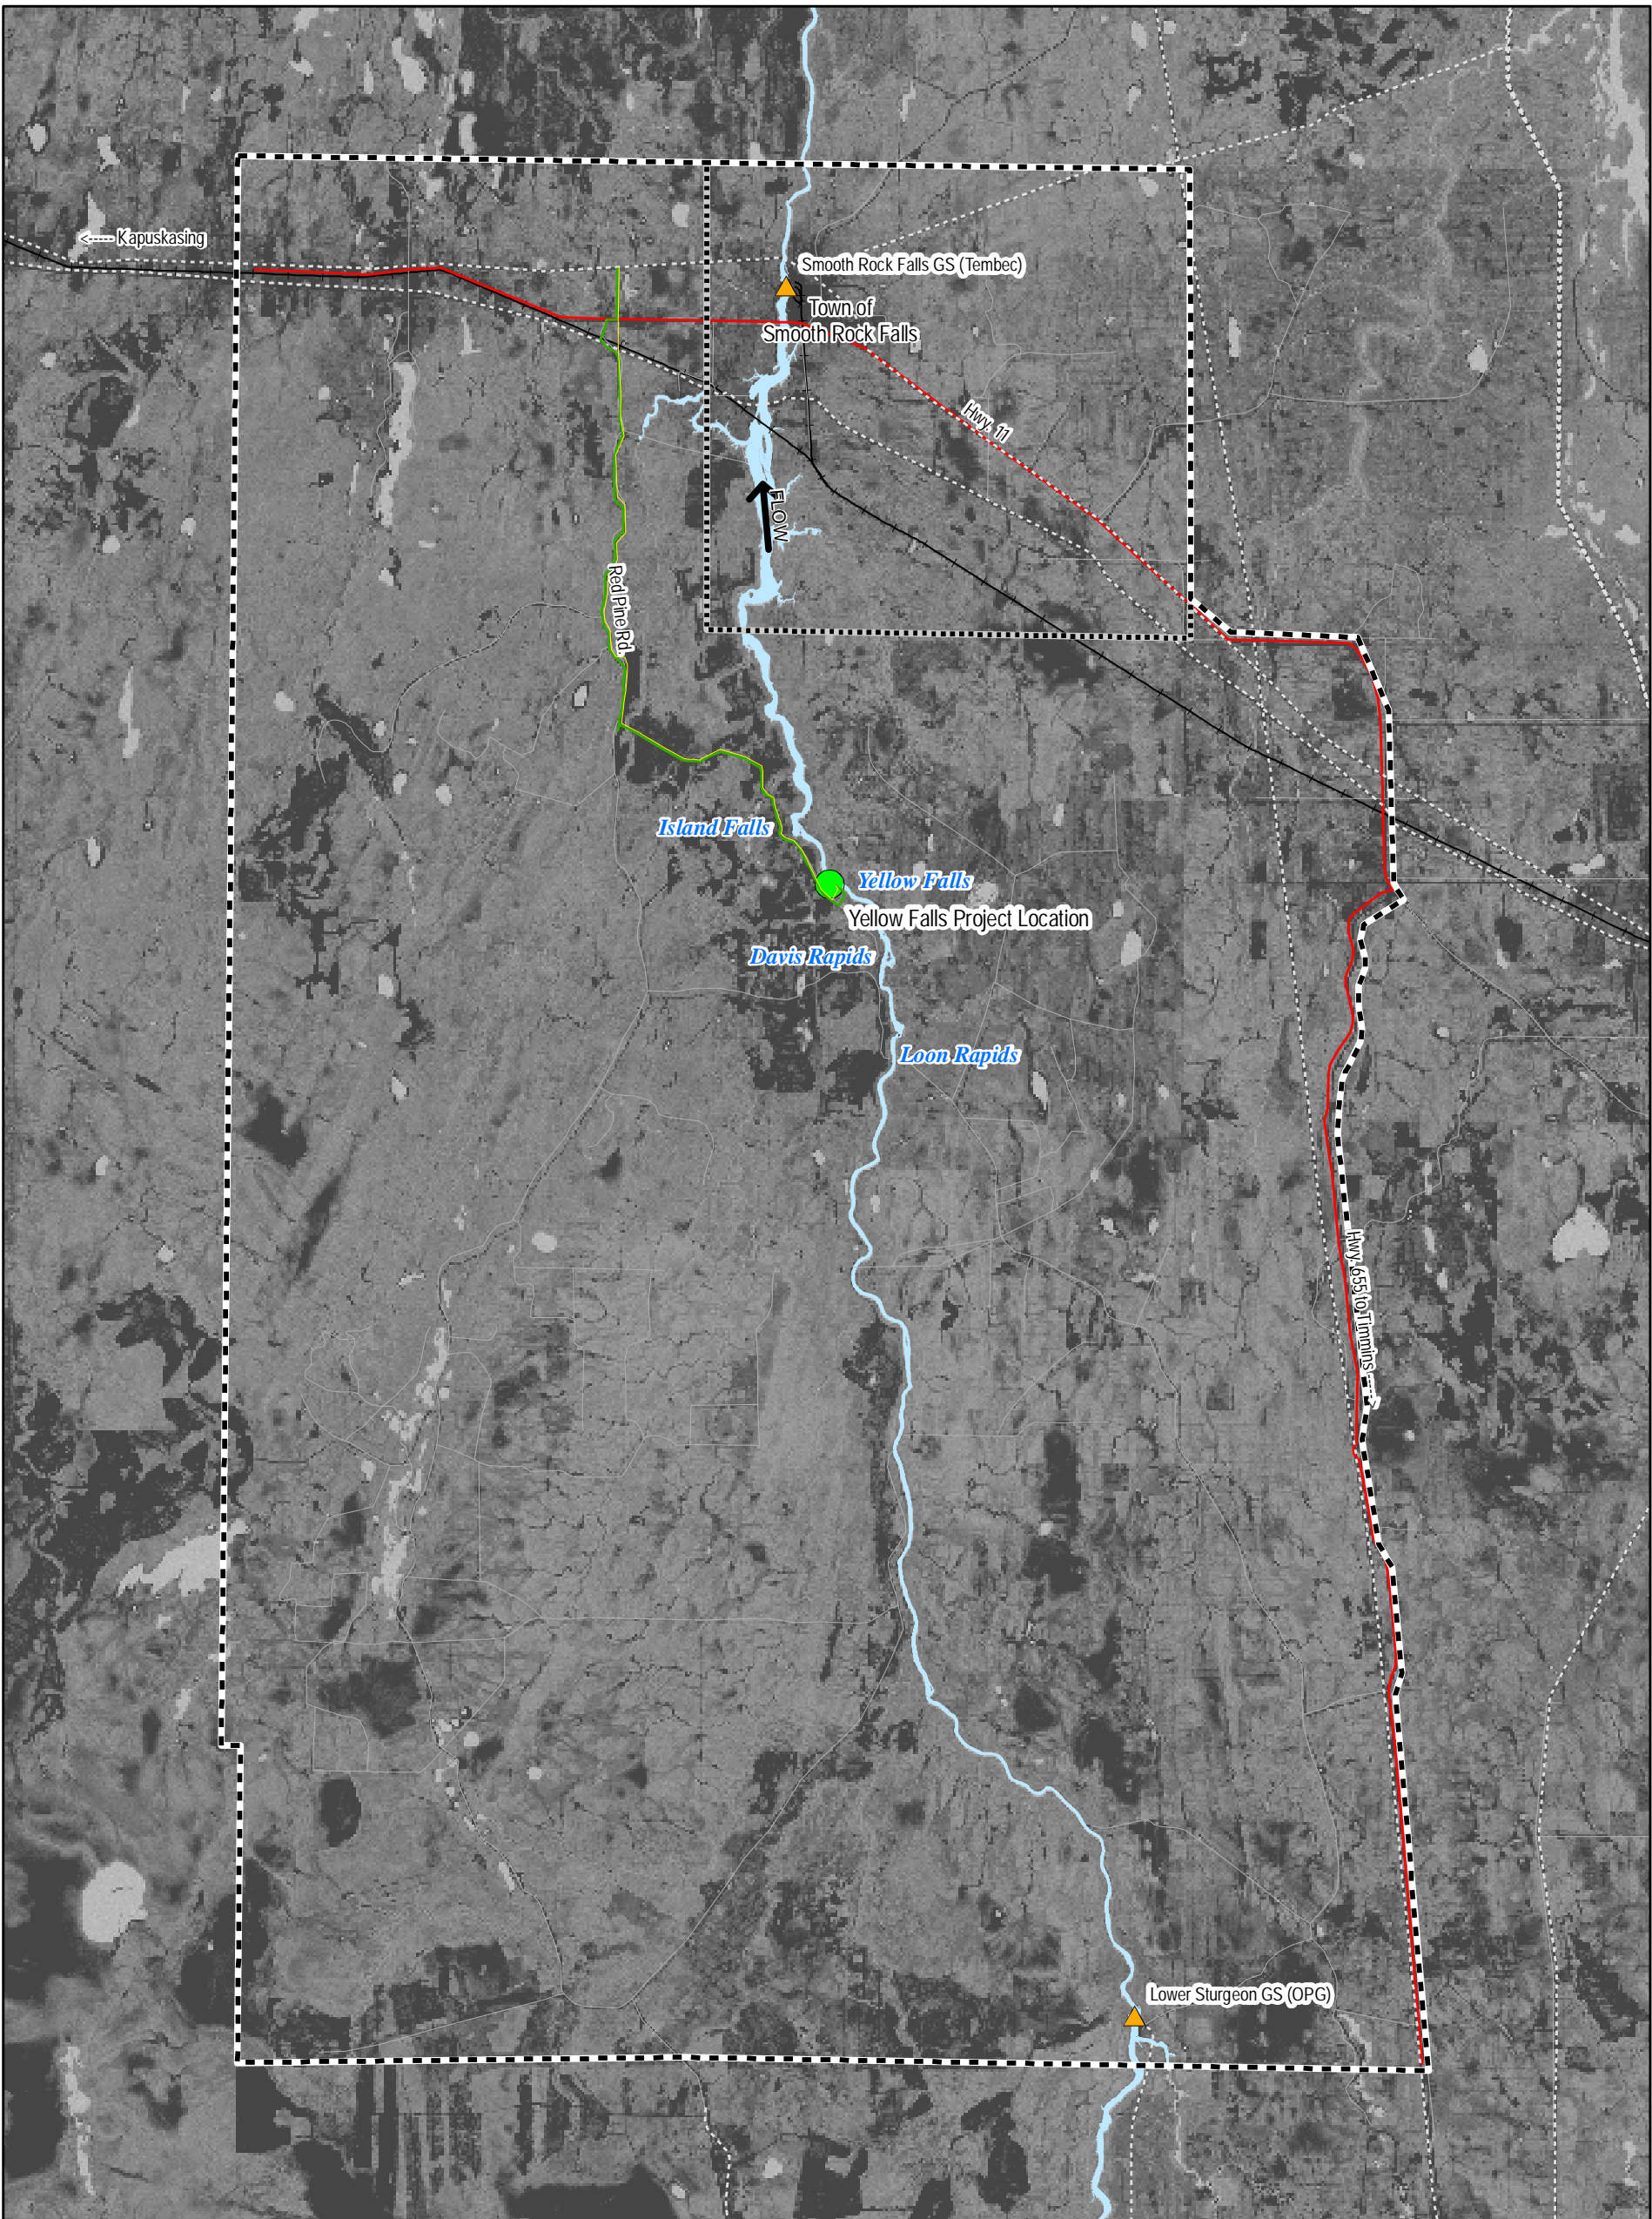 <----- Kapuskasing
Smooth Rock Falls GS (Tembec)
Town of
Smooth Rock Falls
Hwy. 11
FLOW
Red Pine Rd.
Island Falls
Yellow Falls
Yellow Falls Project Location
Davis Rapids
Loon Rapids
Hwy. 655 to Timmins ----->
Lower Sturgeon GS (OPG)